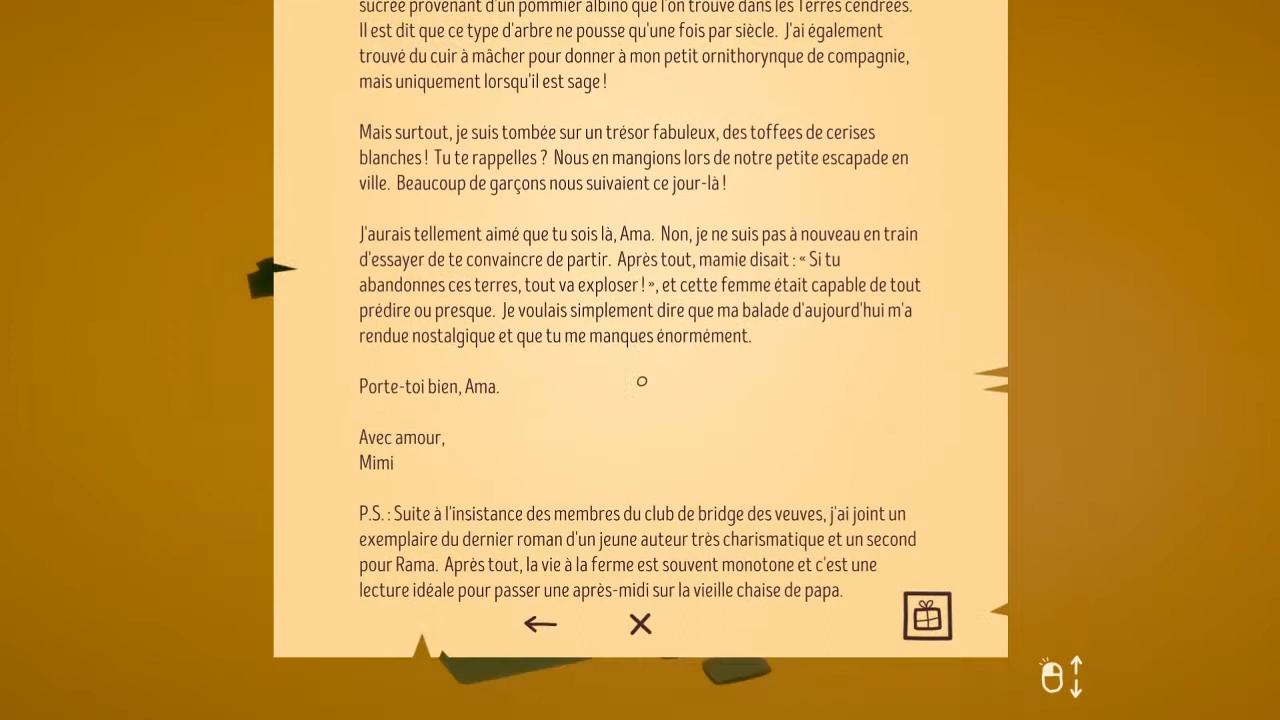 sucrée provenant d'un pommier albino que l'on trouve dans les Terres cendrées.
Il est dit que ce type d'arbre ne pousse qu'une fois par siècle. J'ai également
trouvé du cuir à mâcher pour donner à mon petit ornithorynque de compagnie,
mais uniquement lorsqu'il est sage !
Mais surtout, je suis tombée sur un trésor fabuleux, des toffees de cerises
blanches ! Tu te rappelles ? Nous en mangions lors de notre petite escapade en
ville. Beaucoup de garçons nous suivaient ce jour-là !
J'aurais tellement aimé que tu sois là, Ama. Non, je ne suis pas à nouveau en train
d'essayer de te convaincre de partir. Après tout, mamie disait : « Si tu
abandonnes ces terres, tout va exploser ! », et cette femme était capable de tout
prédire ou presque. Je voulais simplement dire que ma balade d'aujourd'hui m'a
rendue nostalgique et que tu me manques énormément.
Porte-toi bien, Ama.
Avec amour,
Mimi
P.S. : Suite à l'insistance des membres du club de bridge des veuves, j'ai joint un
exemplaire du dernier roman d'un jeune auteur très charismatique et un second
pour Rama. Après tout, la vie à la ferme est souvent monotone et c'est une
lecture idéale pour passer une après-midi sur la vieille chaise de papa.